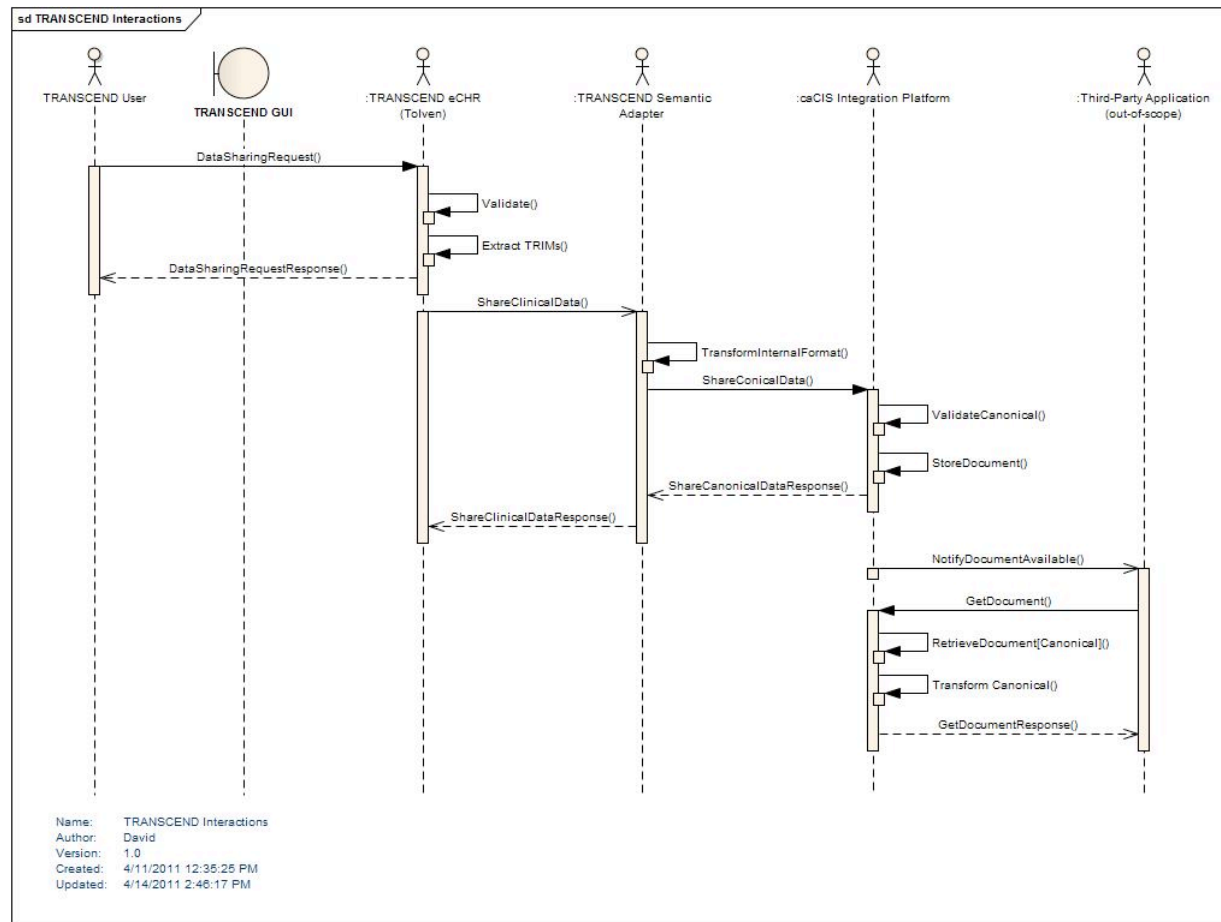 sd TRANSCEND Interactions
TRANSCEND User
TRANSCEND GUI
:TRANSCEND eCHR
(Tolven)
:TRANSCEND Semantic
Adapter
:caCIS Integration Platform
:Third-Party Application
(out-of-scope)
DataSharingRequest()
Validate()
Extract TRIMs()
DataSharingRequestResponse()
ShareClinicalData()
TransformInternalFormat()
ShareConicalData()
ValidateCanonical()
StoreDocument()
ShareCanonicalDataResponse()
ShareClinicalDataResponse()
NotifyDocumentAvailable()
GetDocument()
RetrieveDocument[Canonical]()
Transform Canonical()
GetDocumentResponse()
Name: TRANSCEND Interactions
Author: David
Version: 1.0
Created: 4/11/2011 12:35:25 PM
Updated: 4/14/2011 2:46:17 PM